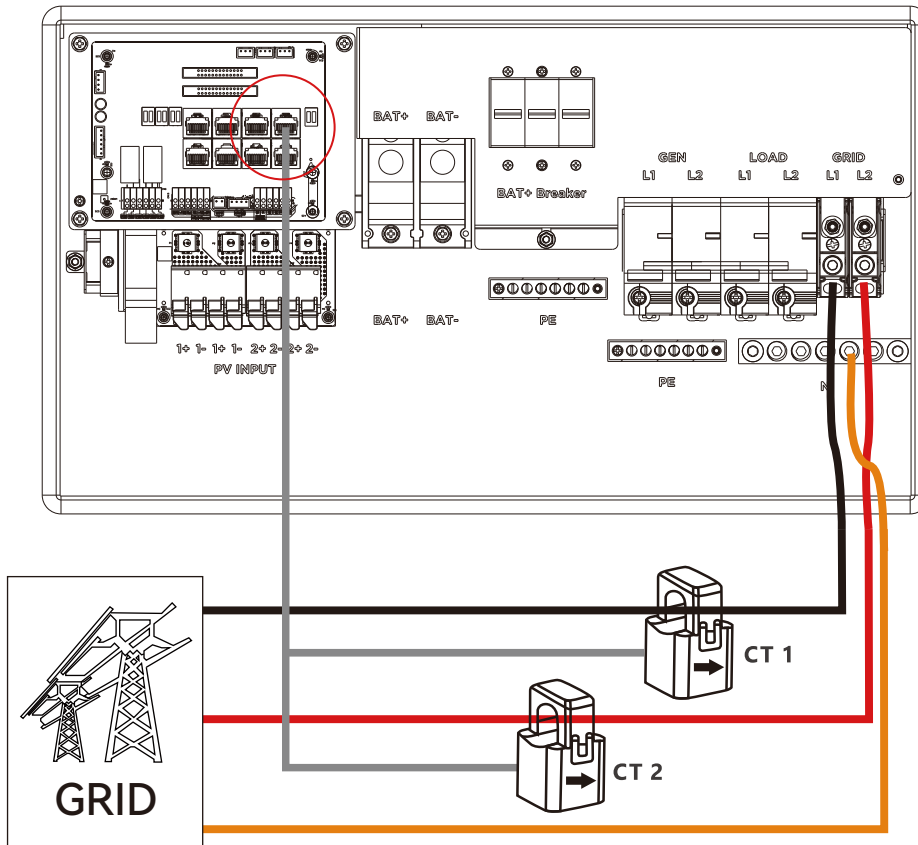 BAT+ BAT-
BAT+ Breaker
GEN LOAD GRID
L1 L2 L1 L2 L1 L2
BAT+ BAT-
PE
PE
1+ 1- 1+ 1- 2+ 2- 2+ 2-
PV INPUT
N
CT 1
CT 2
GRID